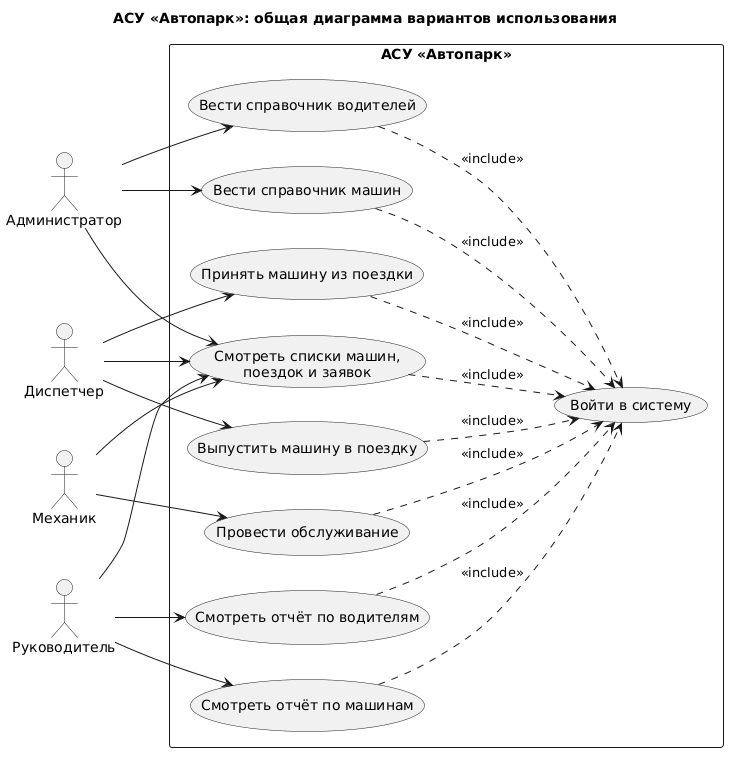 АСУ «Автопарк»: общая диаграмма вариантов использования
АСУ «Автопарк»
Вести справочник водителей
«include»
Администратор
Вести справочник машин
«include»
Принять машину из поездки
«include»
Диспетчер
Смотреть списки машин,
поездок и заявок
«include»
Войти в систему
Выпустить машину в поездку
«include»
«include»
Механик
Провести обслуживание
«include»
Руководитель
Смотреть отчёт по водителям
«include»
Смотреть отчёт по машинам